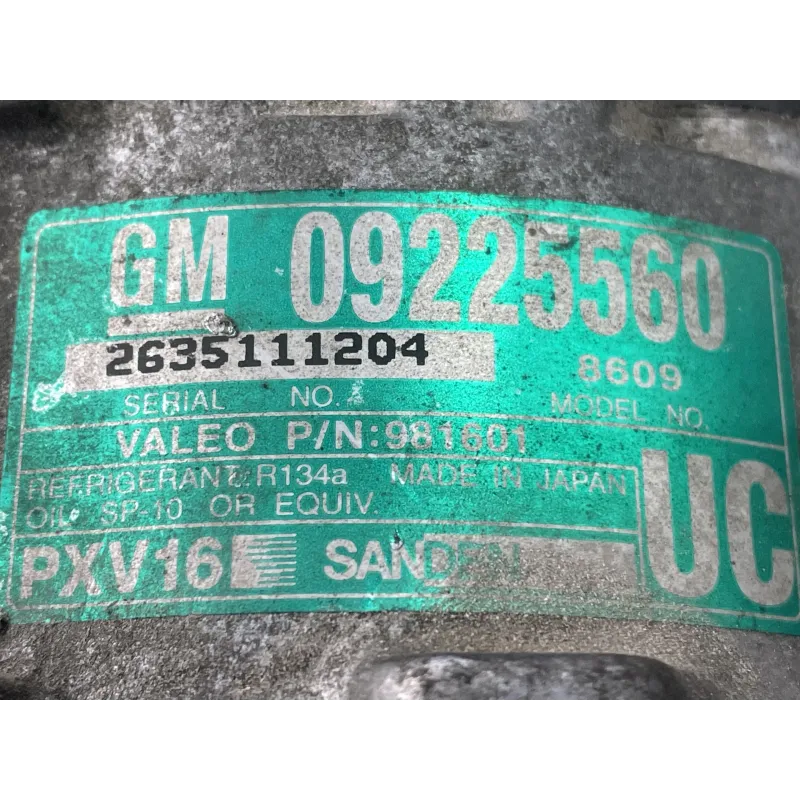 GM 09225560
2635111204 8609
SERIAL NO. MODEL NO.
VALEO P/N:981601
REFRIGERANT R134a MADE IN JAPAN
OIL SP-10 OR EQUIV.
UC
PXV16 SANDEN